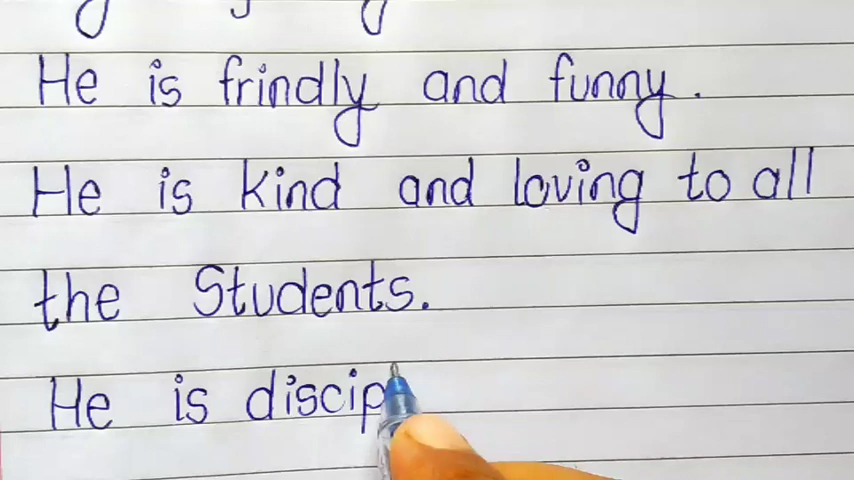 He is frindly and funny.
He is kind and loving to all
the Students.
He is discip